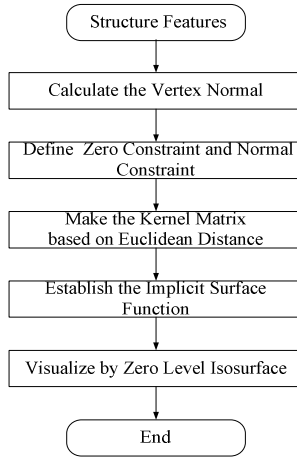 Structure Features
Calculate the Vertex Normal
Define Zero Constraint and Normal
Constraint
Make the Kernel Matrix
based on Euclidean Distance
Establish the Implicit Surface
Function
Visualize by Zero Level Isosurface
End